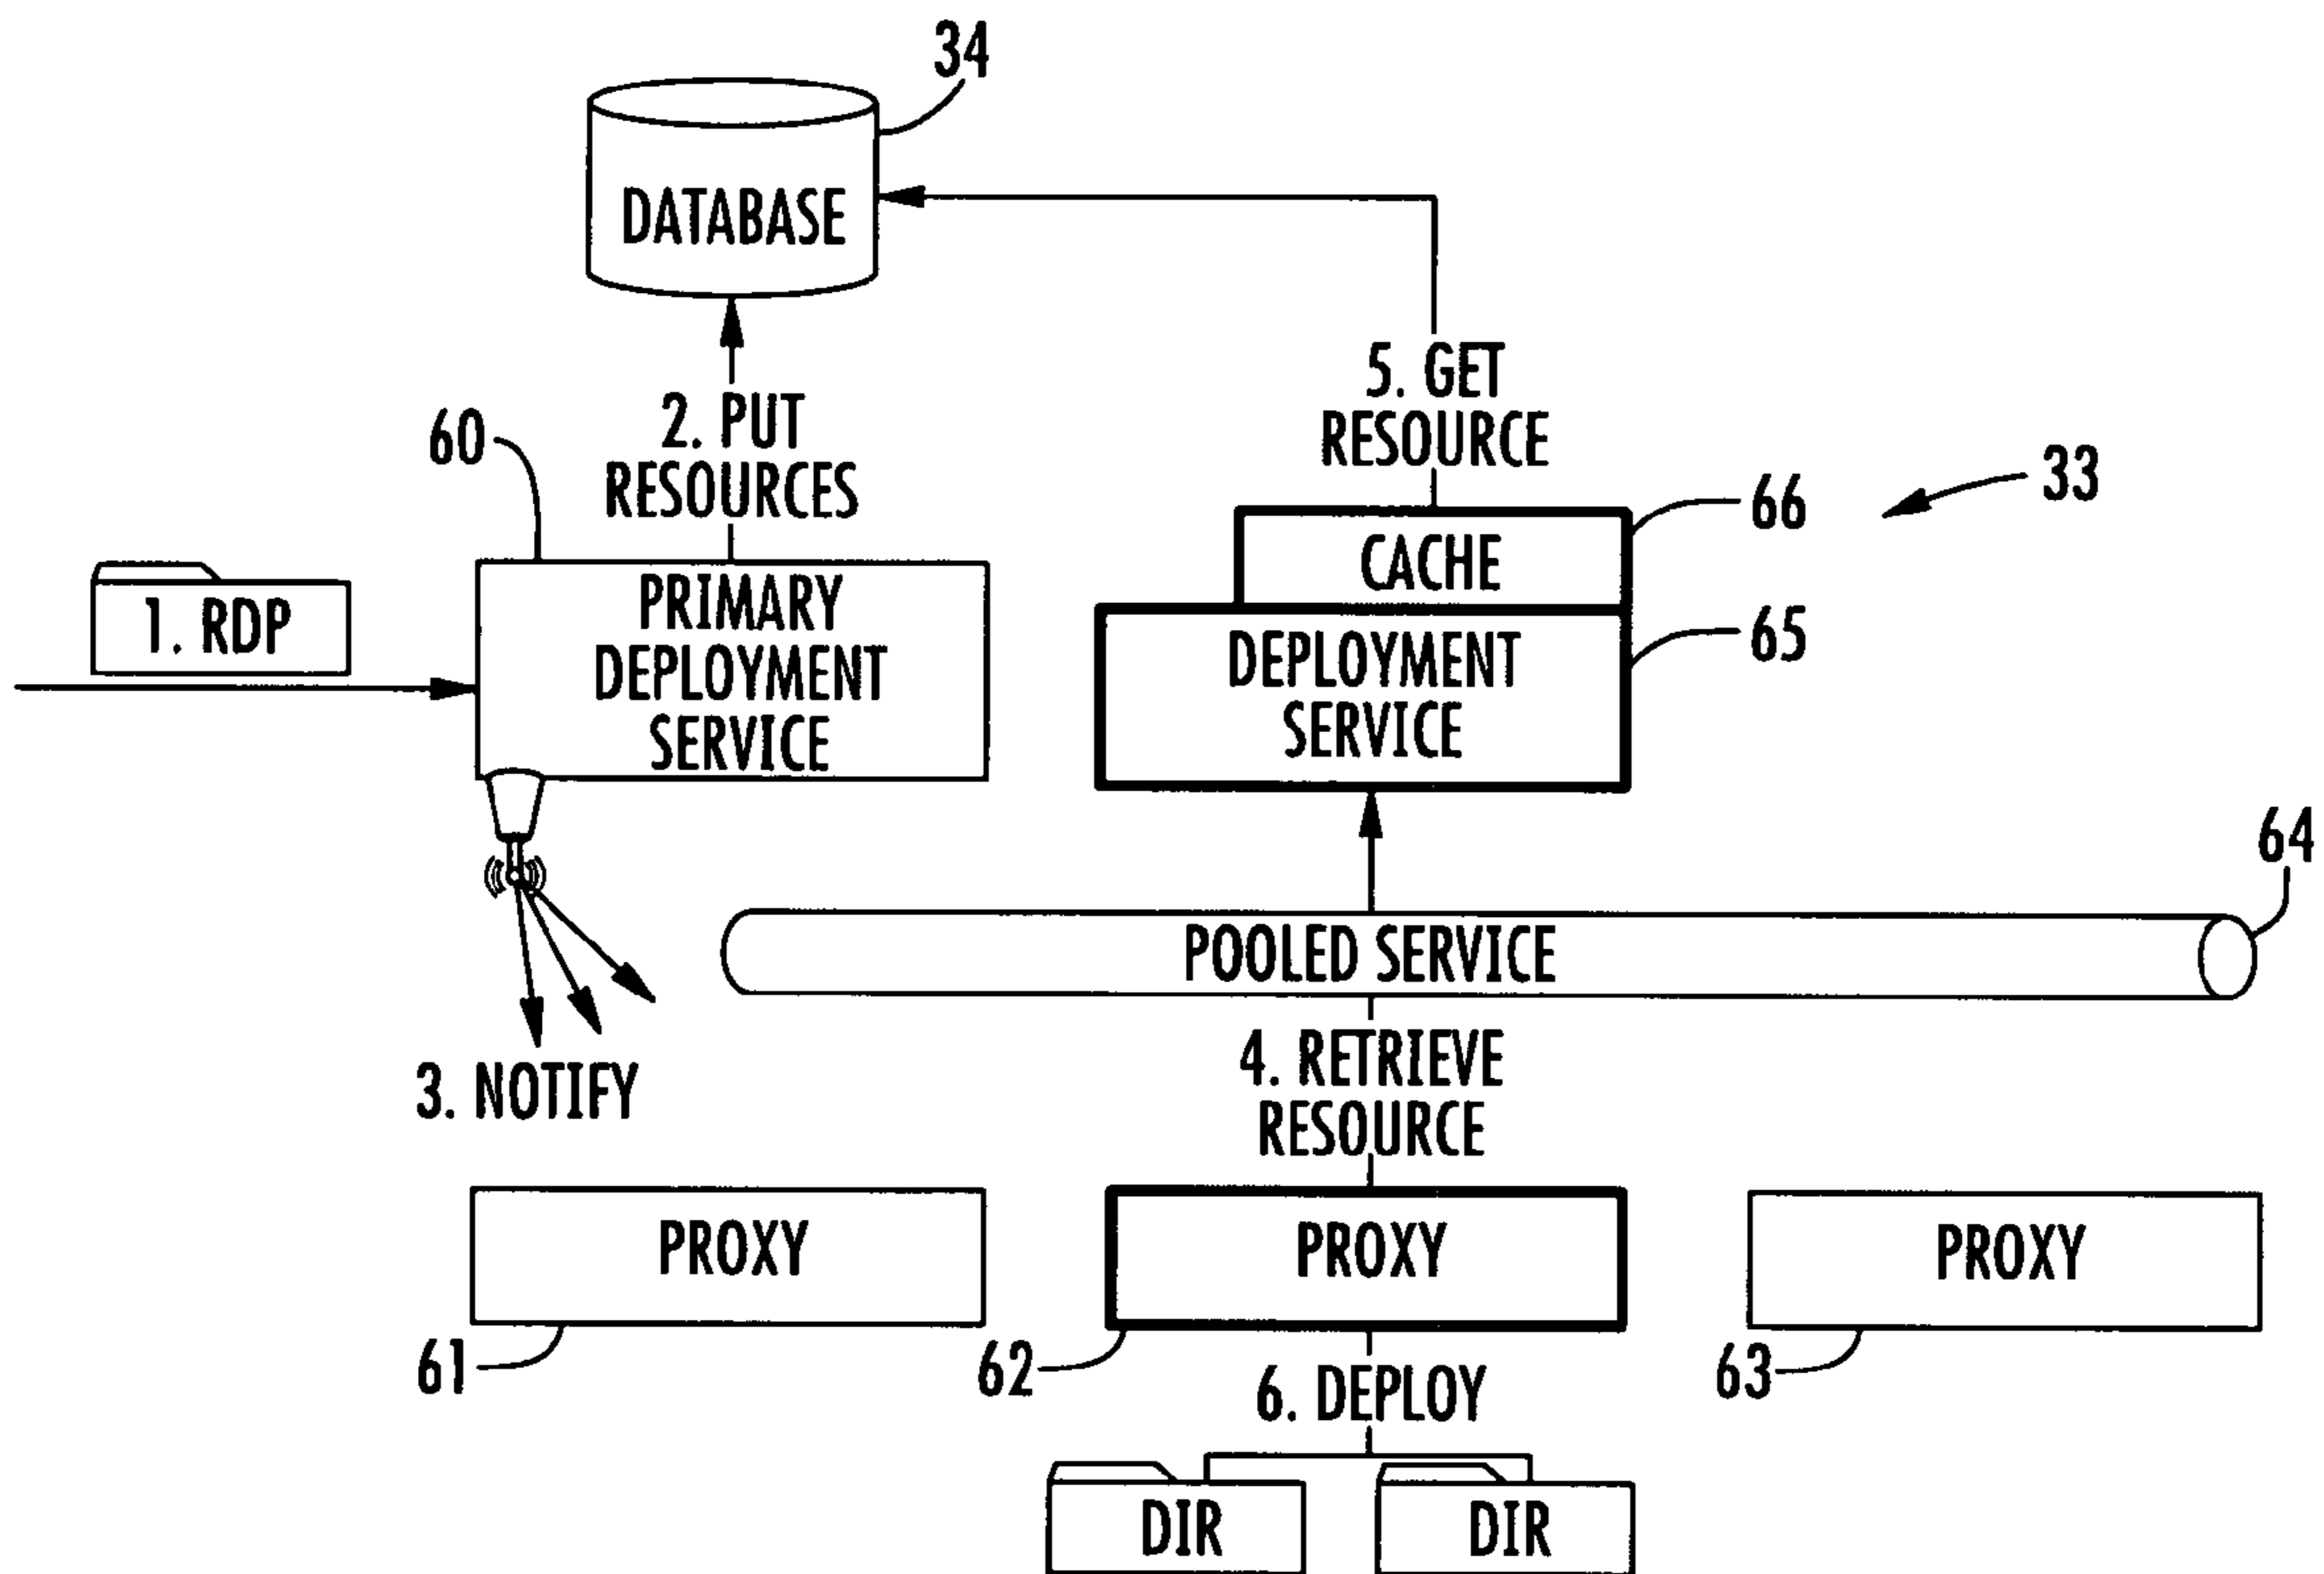 34
DATABASE
5. GET
RESOURCE
2. PUT
RESOURCES
60
33
66
CACHE
1. RDP
PRIMARY
DEPLOYMENT
SERVICE
65
DEPLOYMENT
SERVICE
64
POOLED SERVICE
3. NOTIFY
4. RETRIEVE
RESOURCE
PROXY
PROXY
PROXY
61
62
63
6. DEPLOY
DIR
DIR